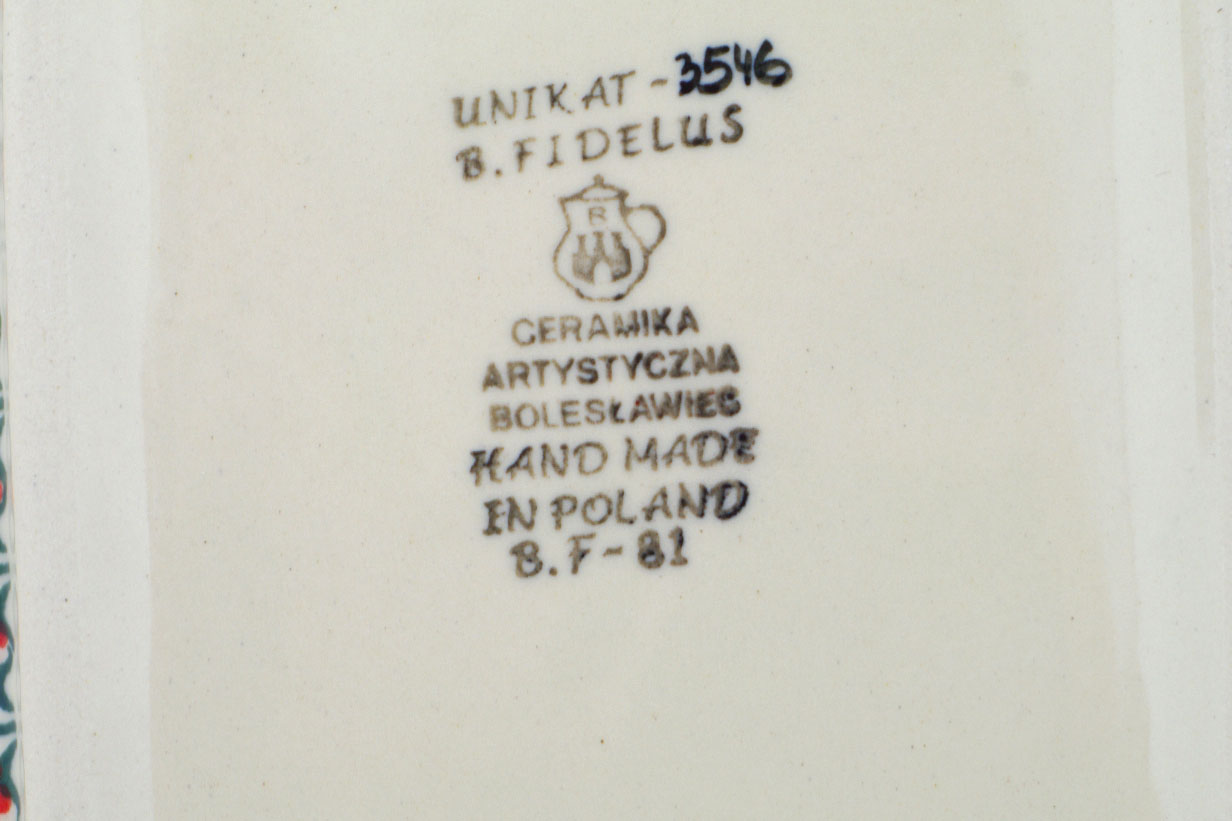 UNIKAT - 3546
B. FIDELUS
R
CERAMIKA
ARTYSTYCZNA
BOLESŁAWIEC
HAND MADE
IN POLAND
B. F - 81